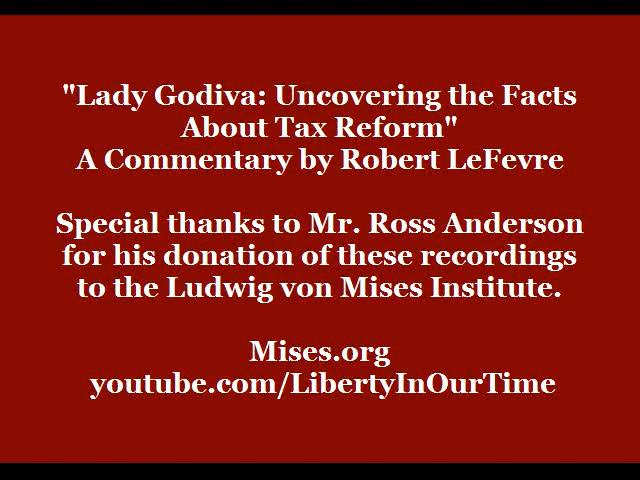 "Lady Godiva: Uncovering the Facts
About Tax Reform"
A Commentary by Robert LeFevre
Special thanks to Mr. Ross Anderson
for his donation of these recordings
to the Ludwig von Mises Institute.
Mises.org
youtube.com/LibertyInOurTime